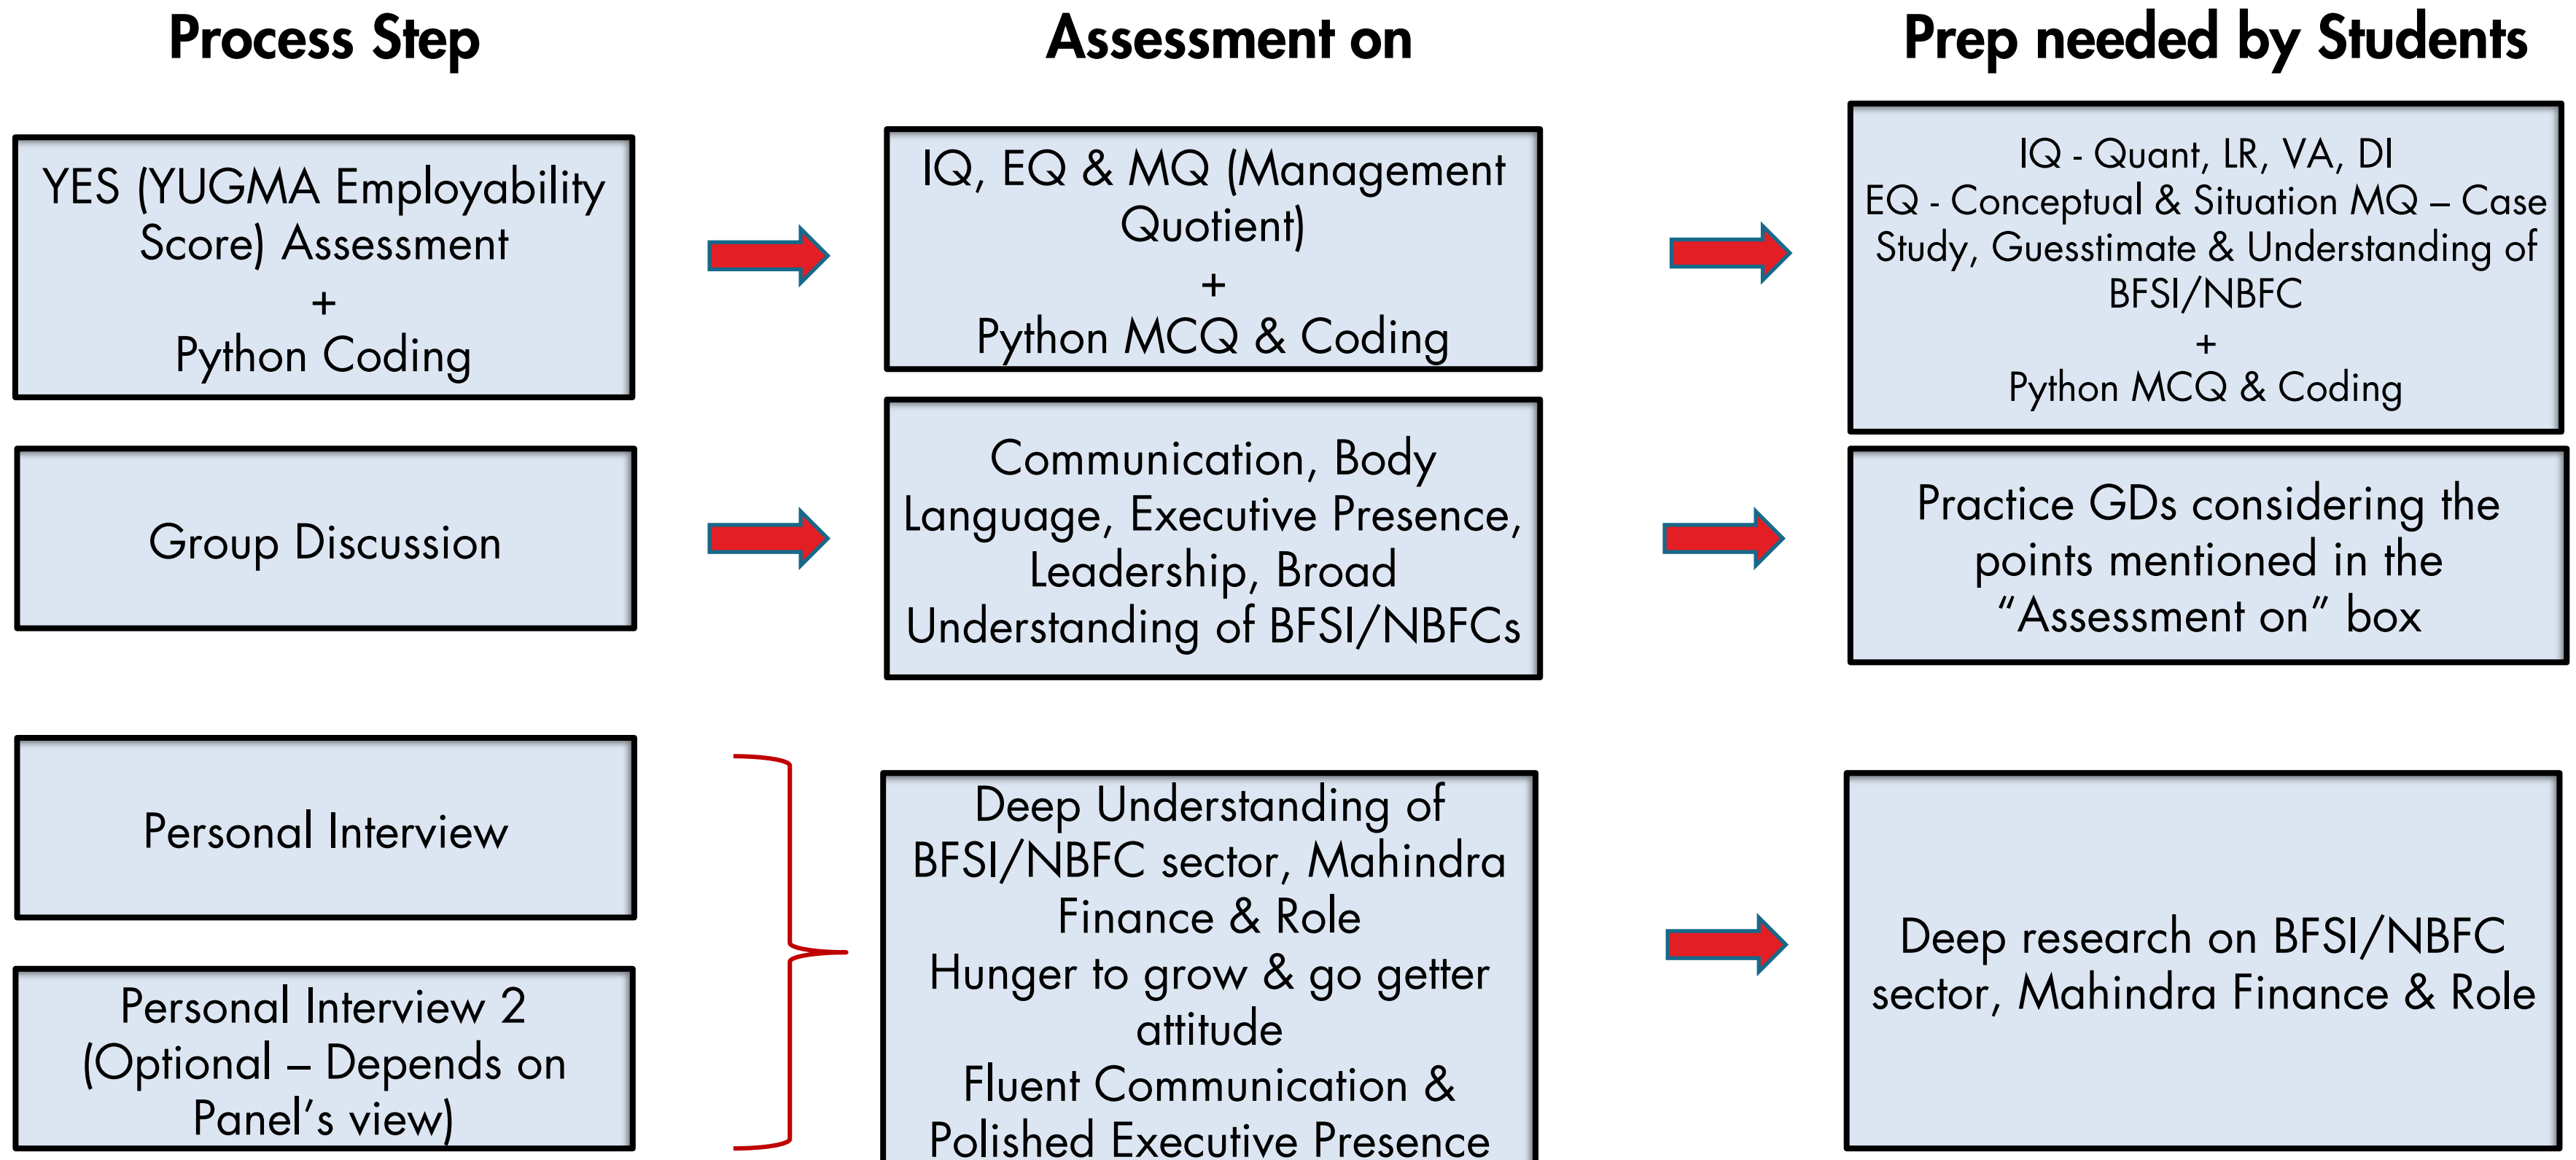 Process Step
Assessment on
Prep needed by Students
YES (YUGMA Employability
Score) Assessment
+
Python Coding
IQ, EQ & MQ (Management
Quotient)
+
Python MCQ & Coding
IQ - Quant, LR, VA, DI
EQ - Conceptual & Situation MQ – Case
Study, Guesstimate & Understanding of
BFSI/NBFC
+
Python MCQ & Coding
Group Discussion
Communication, Body
Language, Executive Presence,
Leadership, Broad
Understanding of BFSI/NBFCs
Practice GDs considering the
points mentioned in the
“Assessment on” box
Personal Interview
Personal Interview 2
(Optional – Depends on
Panel’s view)
Deep Understanding of
BFSI/NBFC sector, Mahindra
Finance & Role
Hunger to grow & go getter
attitude
Fluent Communication &
Polished Executive Presence
Deep research on BFSI/NBFC
sector, Mahindra Finance & Role